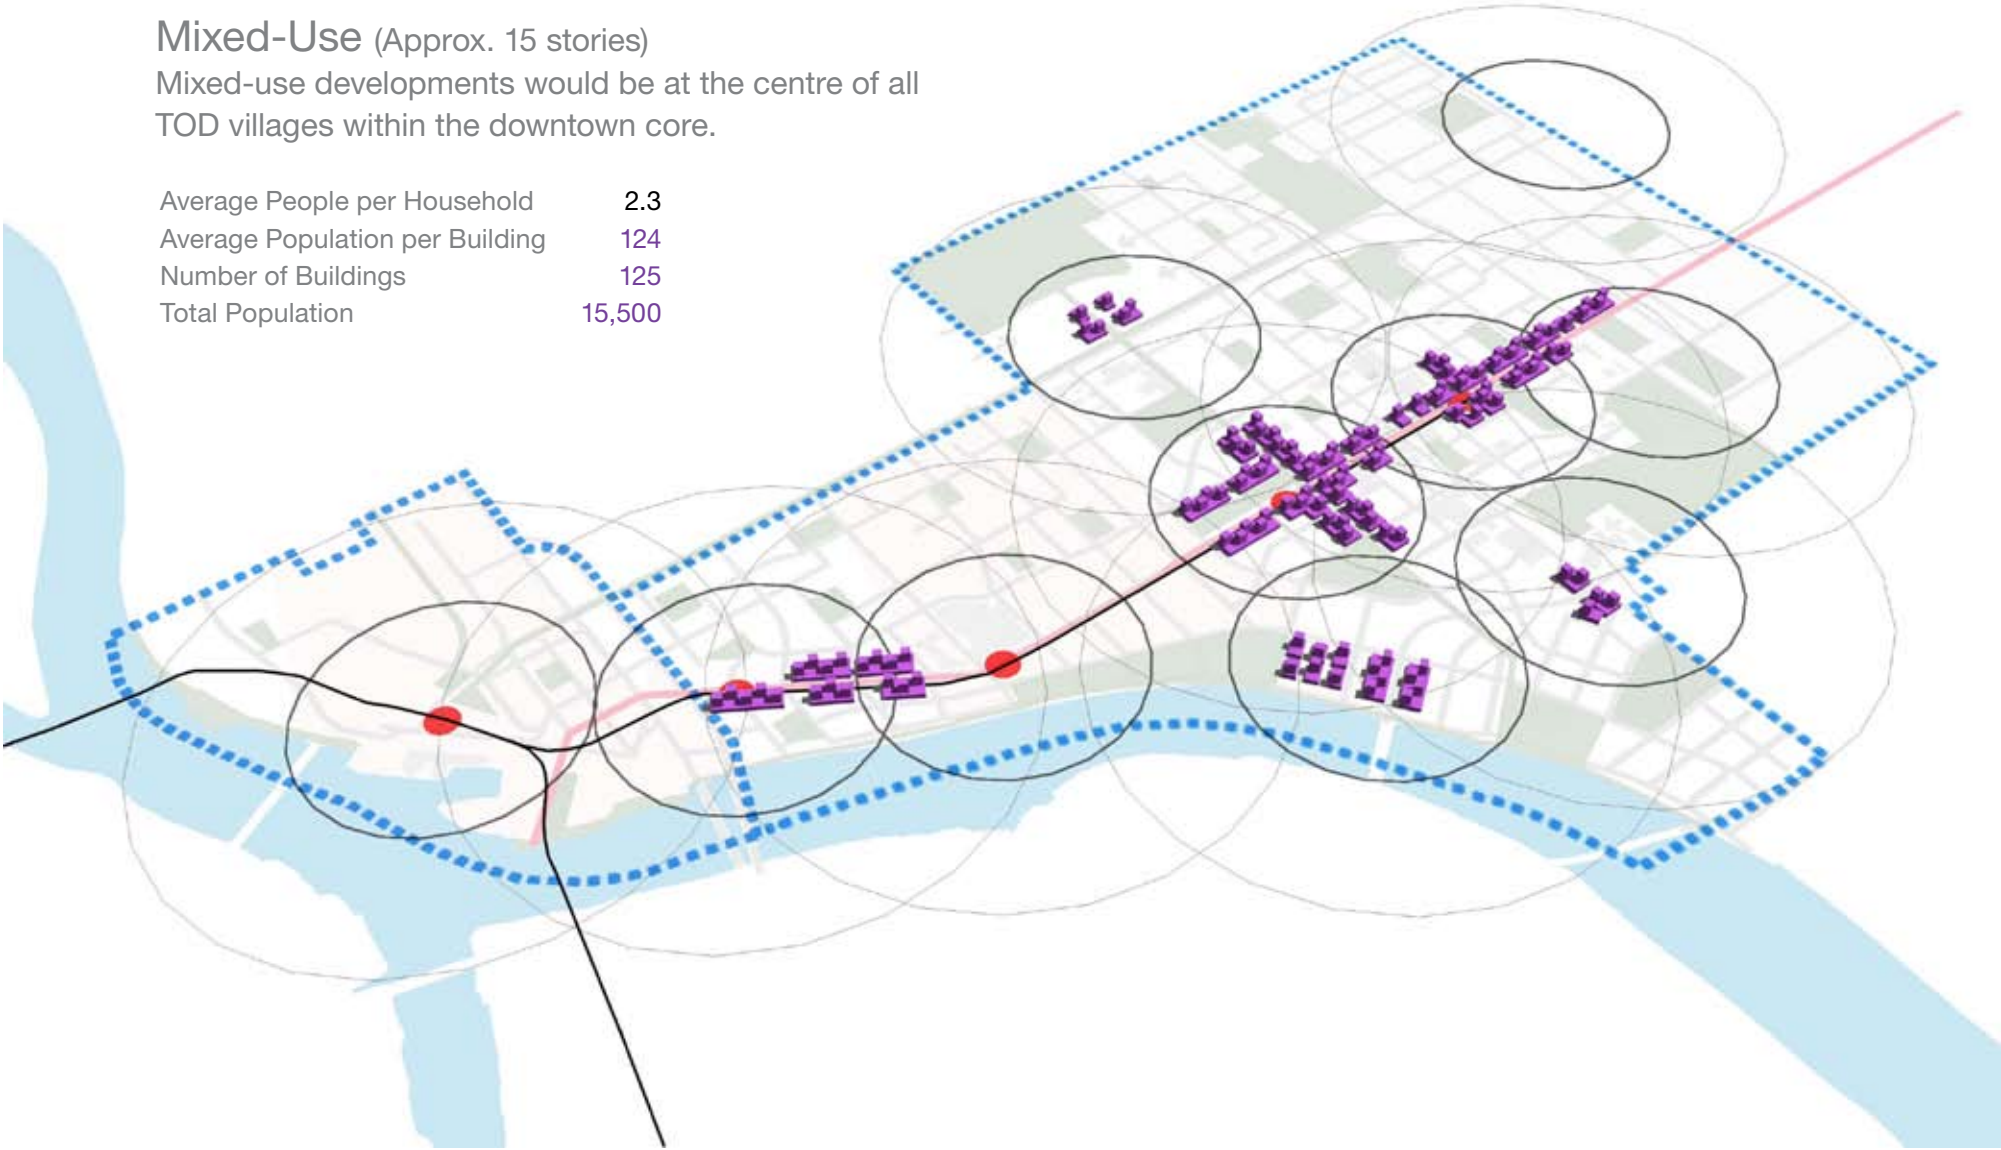 Mixed-Use (Approx. 15 stories)
Mixed-use developments would be at the centre of all
TOD villages within the downtown core.
Average People per Household 2.3
Average Population per Building 124
Number of Buildings 125
Total Population 15,500